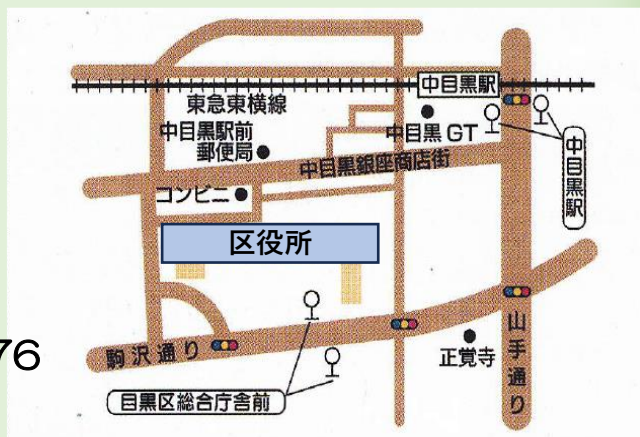 中目黒駅
東急東横線
中目黒駅前
郵便局
中目黒 GT
中目黒駅
中目黒銀座商店街
コンビニ
区役所
76
駒沢通り
正覚寺
山手通り
目黒区総合庁舎前